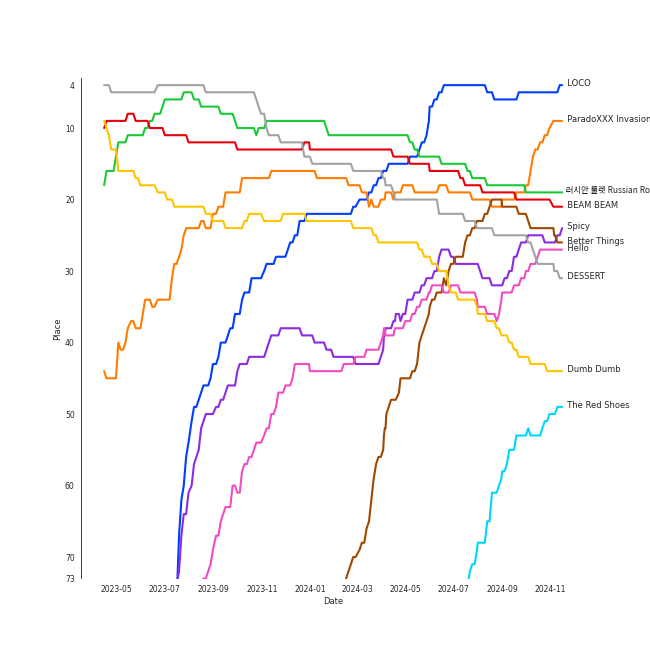 4
LOCO
10
ParadoXXX Invasion
20
러시안 룰렛 Russian Ro
BEAM BEAM
Spicy
Better Things
Hello
30
DESSERT
Place
40
Dumb Dumb
50
The Red Shoes
60
70
73
2023-05 2023-07 2023-09 2023-11 2024-01 2024-03 2024-05 2024-07 2024-09 2024-11
Date